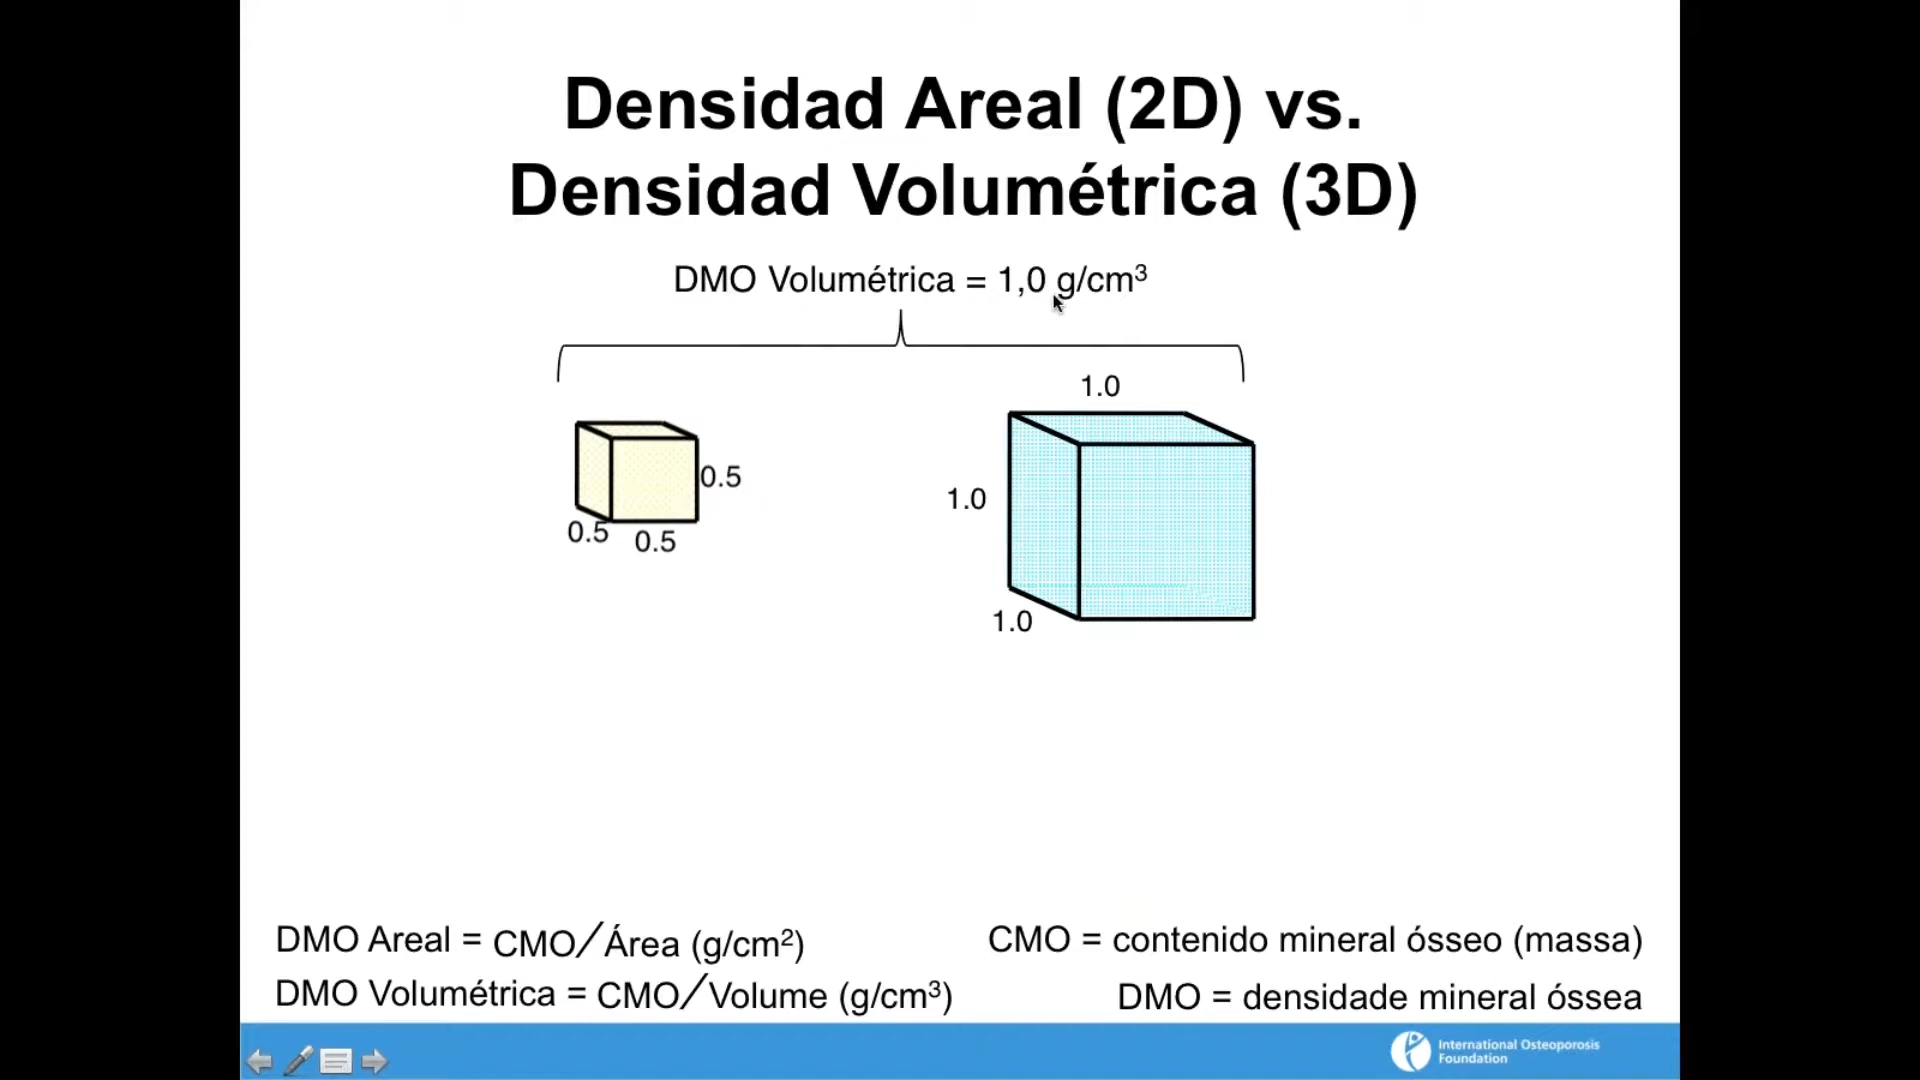 Densidad Areal (2D) vs.
Densidad Volumétrica (3D)
DMO Volumétrica = 1,0 g/cm³
1.0
0.5
1.0
0.5
0.5
1.0
DMO Areal = CMO/Área (g/cm²)
CMO = contenido mineral ósseo (massa)
DMO Volumétrica = CMO/Volume (g/cm³)
DMO = densidade mineral óssea
International Osteoporosis
Foundation